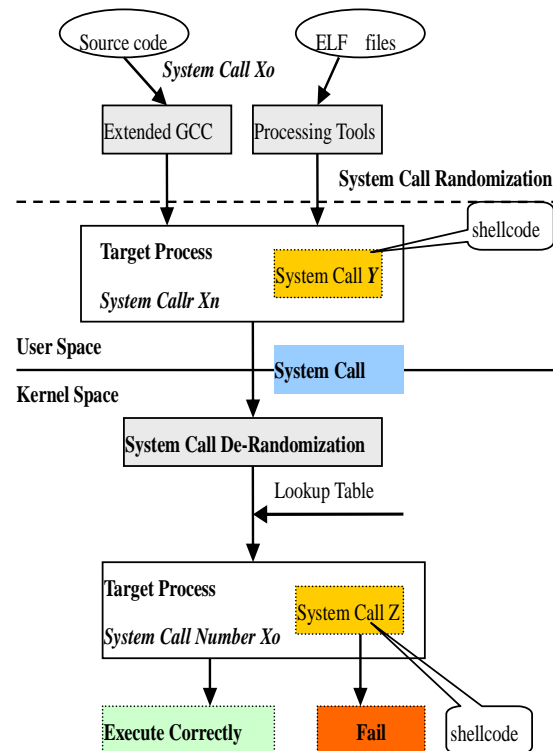 Source code
ELF files
System Call Xo
Extended GCC
Processing Tools
System Call Randomization
shellcode
Target Process
System Call Y
System Callr Xn
User Space
System Call
Kernel Space
System Call De-Randomization
Lookup Table
Target Process
System Call Z
System Call Number Xo
Execute Correctly
Fail
shellcode